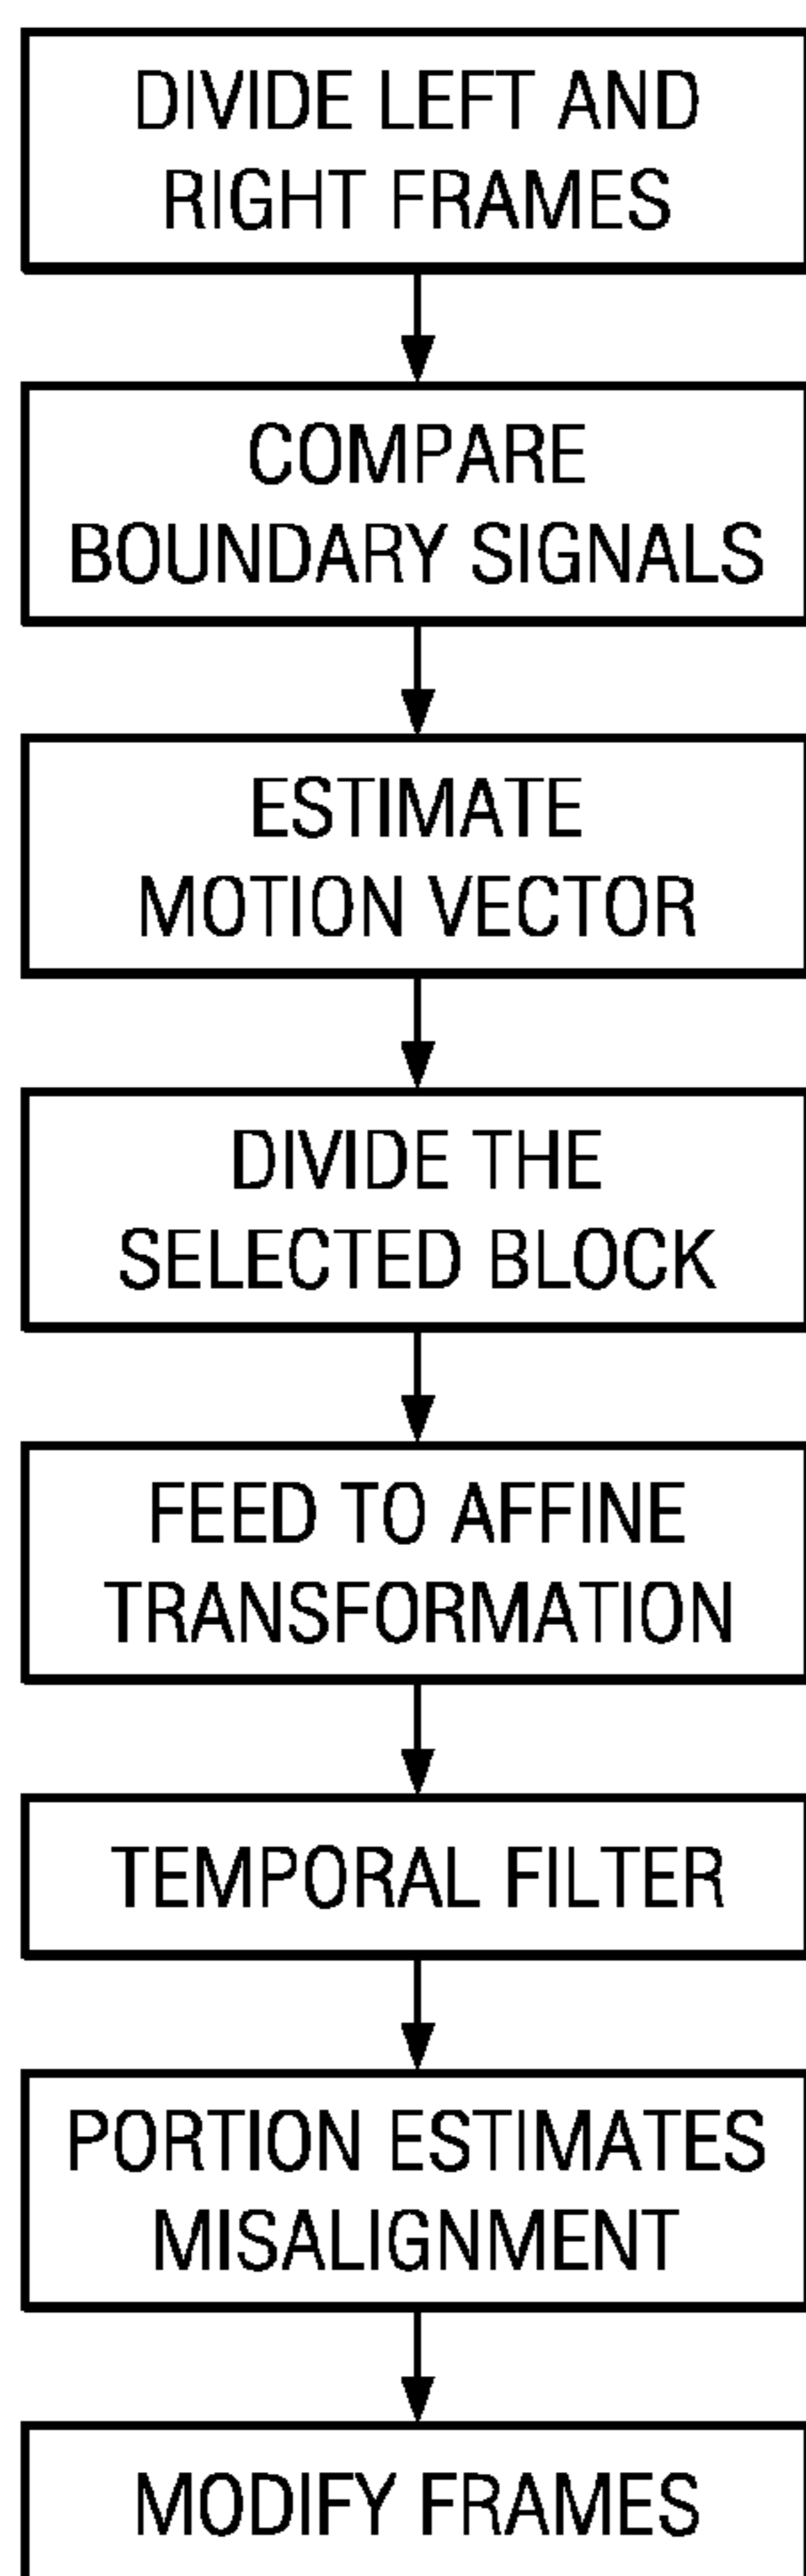 DIVIDE LEFT AND
RIGHT FRAMES
COMPARE
BOUNDARY SIGNALS
ESTIMATE
MOTION VECTOR
DIVIDE THE
SELECTED BLOCK
FEED TO AFFINE
TRANSFORMATION
TEMPORAL FILTER
PORTION ESTIMATES
MISALIGNMENT
MODIFY FRAMES